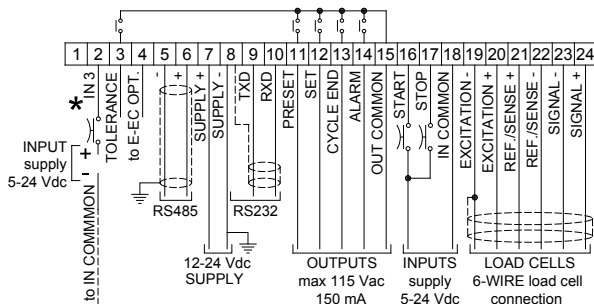 1 2 3 4 5 6 7 8 9 10 11 12 13 14 15 16 17 18 19 20 21 22 23 24
*
IN 3
TOLERANCE
to E-EC OPT.
-
+
SUPPLY +
SUPPLY -
TXD
RXD
PRESET
SET
CYCLE END
ALARM
OUT COMMON
START
STOP
IN COMMON
EXCITATION -
EXCITATION +
REF./SENSE +
REF./SENSE -
SIGNAL -
SIGNAL +
INPUT
supply
5-24 Vdc
+
-
to IN COMMMON
RS485
RS232
12-24 Vdc
SUPPLY
OUTPUTS
max 115 Vac
150 mA
INPUTS
supply
5-24 Vdc
LOAD CELLS
6-WIRE load cell
connection